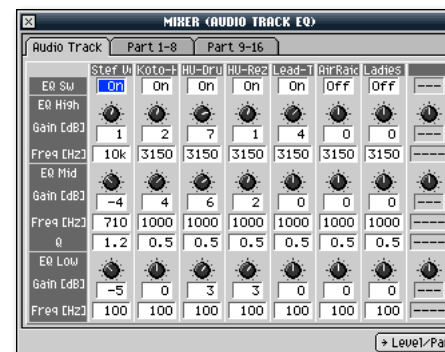 MIXER (AUDIO TRACK EQ)
Audio Track Part 1-8 Part 9-16
Stef Koto-H HU-Dru HU-Rez Lead-T AirRaid Ladies
EQ SW On On On On On Off Off ---
EQ High
Gain [dB] 1 2 7 1 4 0 0 ---
Freq [Hz] 10k 3150 3150 3150 3150 3150 3150 ----
EQ Mid
Gain [dB] -4 4 6 2 0 0 0 ---
Freq [Hz] 710 1000 1000 1000 1000 1000 1000 ----
Q 1.2 0.5 0.5 0.5 0.5 0.5 0.5 ---
EQ Low
Gain [dB] -5 0 3 3 0 0 0 ---
Freq [Hz] 100 100 100 100 100 100 100 ---
Level/Pa